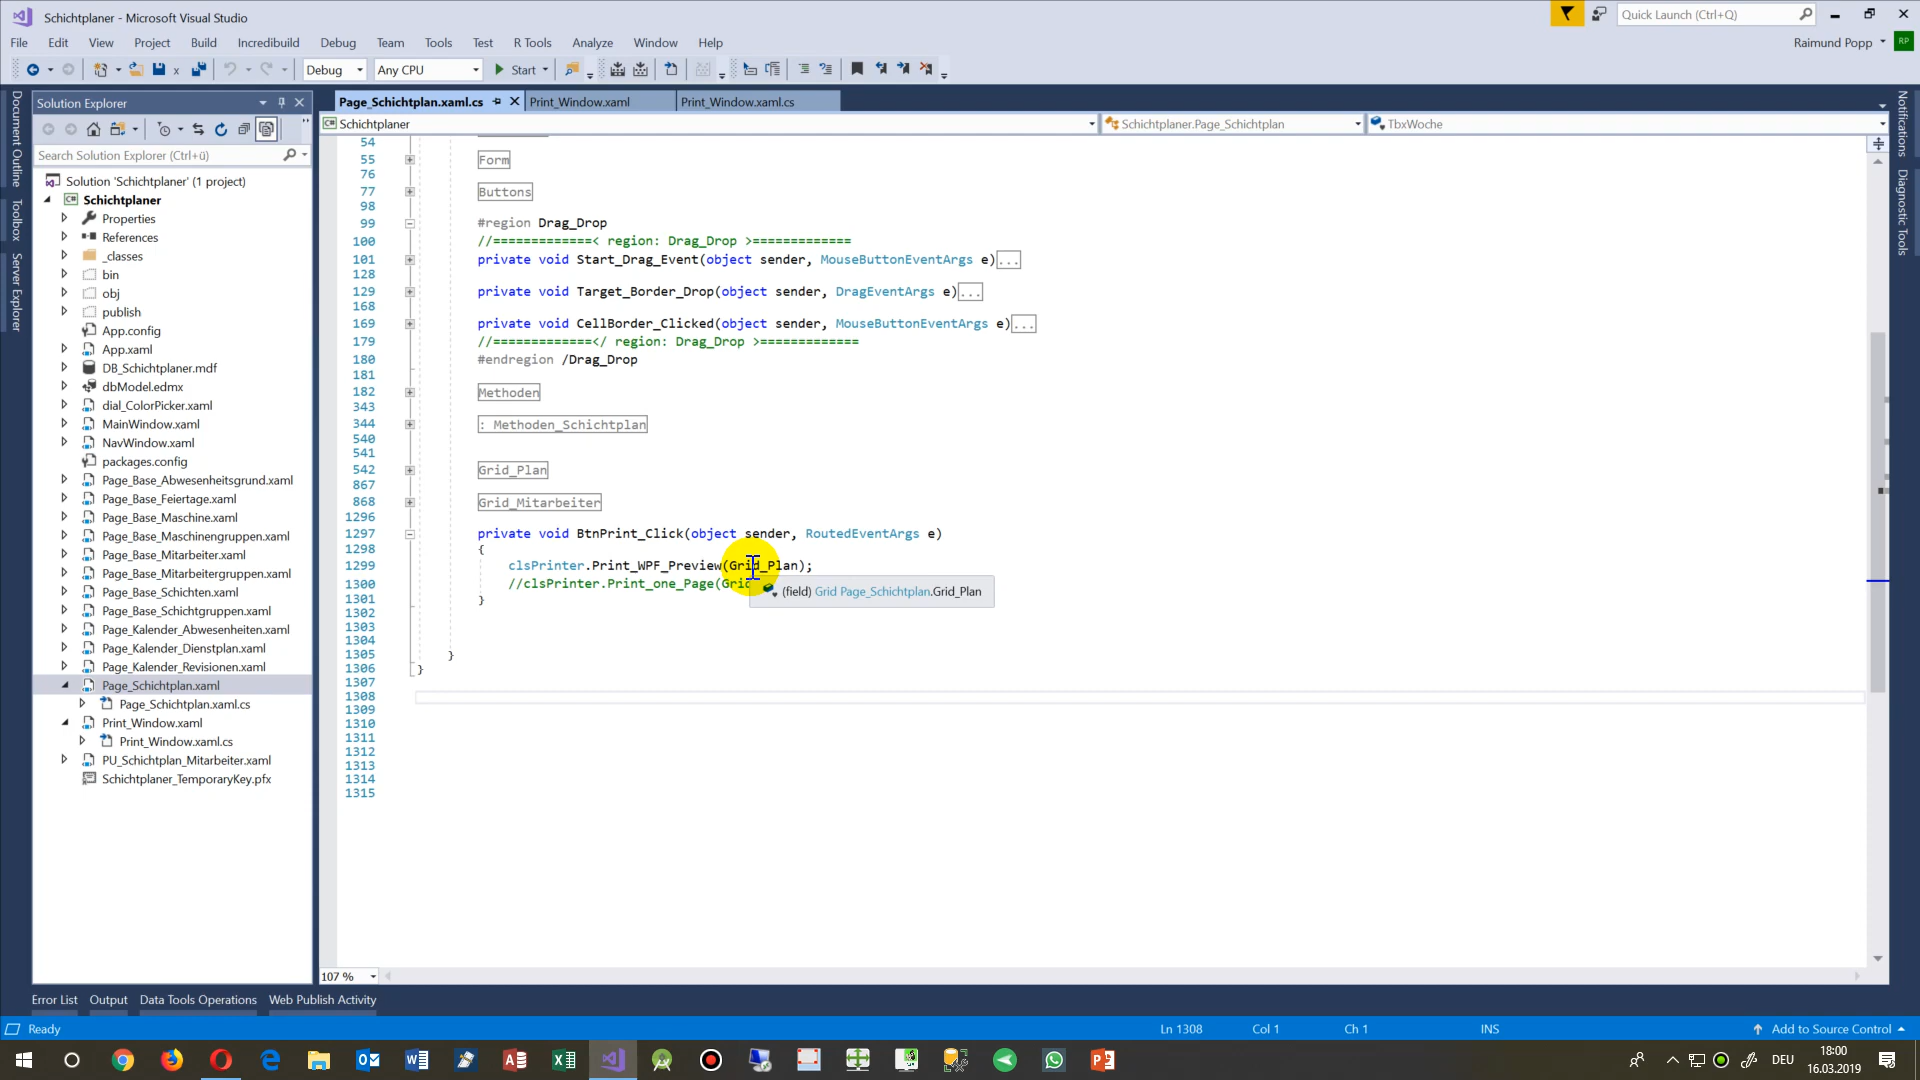 Schichtplaner - Microsoft Visual Studio
Quick Launch (Ctrl+Q)
File Edit View Project Build Incredibuild Debug Team Tools Test R Tools Analyze Window Help
Raimund Popp RP
Debug Any CPU Start
Document Outline
Toolbox
Server Explorer
Notifications
Diagnostic Tools
Solution Explorer
Search Solution Explorer (Ctrl+ü)
Solution 'Schichtplaner' (1 project)
Schichtplaner
Properties
References
_classes
bin
obj
publish
App.config
App.xaml
DB_Schichtplaner.mdf
dbModel.edmx
dial_ColorPicker.xaml
MainWindow.xaml
NavWindow.xaml
packages.config
Page_Base_Abwesenheitsgrund.xaml
Page_Base_Feiertage.xaml
Page_Base_Maschine.xaml
Page_Base_Maschinengruppen.xaml
Page_Base_Mitarbeiter.xaml
Page_Base_Mitarbeitergruppen.xaml
Page_Base_Schichten.xaml
Page_Base_Schichtgruppen.xaml
Page_Kalender_Abwesenheiten.xaml
Page_Kalender_Dienstplan.xaml
Page_Kalender_Revisionen.xaml
Page_Schichtplan.xaml
Page_Schichtplan.xaml.cs
Print_Window.xaml
Print_Window.xaml.cs
PU_Schichtplan_Mitarbeiter.xaml
Schichtplaner_TemporaryKey.pfx
Page_Schichtplan.xaml.cs Print_Window.xaml Print_Window.xaml.cs
Schichtplaner Schichtplaner.Page_Schichtplan TbxWoche
54
55 Form
76
77 Buttons
98
99 #region Drag_Drop
100 //=============< region: Drag_Drop >=============
101 private void Start_Drag_Event(object sender, MouseButtonEventArgs e)...
128
129 private void Target_Border_Drop(object sender, DragEventArgs e)...
168
169 private void CellBorder_Clicked(object sender, MouseButtonEventArgs e)...
179 //=============</ region: Drag_Drop >=============
180 #endregion /Drag_Drop
181
182 Methoden
343
344 : Methoden_Schichtplan
540
541
542 Grid_Plan
867
868 Grid_Mitarbeiter
1296
1297 private void BtnPrint_Click(object sender, RoutedEventArgs e)
1298 {
1299 clsPrinter.Print_WPF_Preview(Grid_Plan);
1300 //clsPrinter.Print_one_Page(Grid
(field) Grid Page_Schichtplan.Grid_Plan
1301 }
1302
1303
1304
1305 }
1306 }
1307
1308
1309
1310
1311
1312
1313
1314
1315
107 %
Error List Output Data Tools Operations Web Publish Activity
Ready Ln 1308 Col 1 Ch 1 INS Add to Source Control
DEU 18:00
16.03.2019